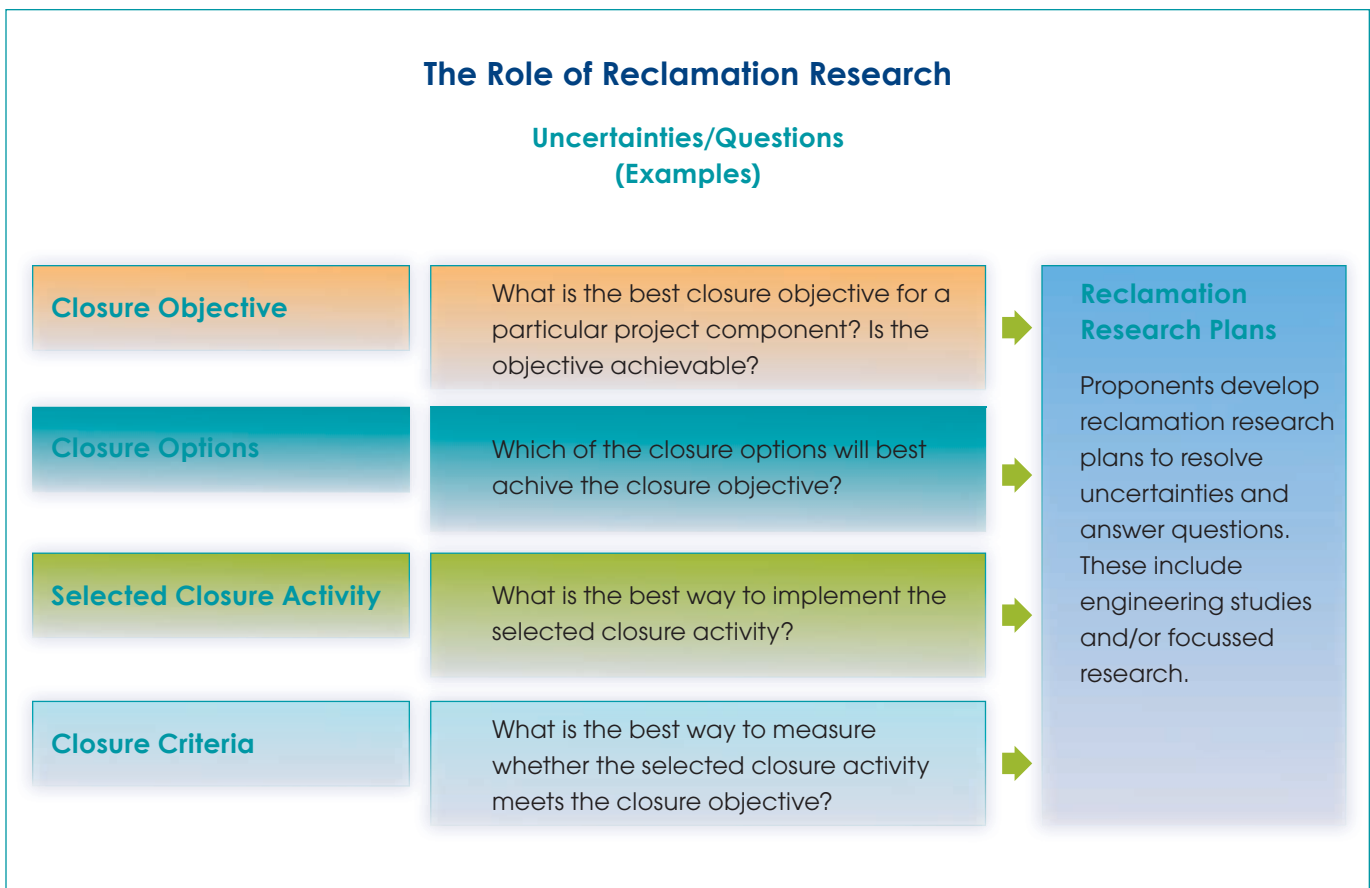 The Role of Reclamation Research
Uncertainties/Questions
(Examples)
Closure Objective
What is the best closure objective for a
particular project component? Is the
objective achievable?
Closure Options
Which of the closure options will best
achive the closure objective?
Selected Closure Activity
What is the best way to implement the
selected closure activity?
Closure Criteria
What is the best way to measure
whether the selected closure activity
meets the closure objective?
Reclamation
Research Plans
Proponents develop
reclamation research
plans to resolve
uncertainties and
answer questions.
These include
engineering studies
and/or focussed
research.